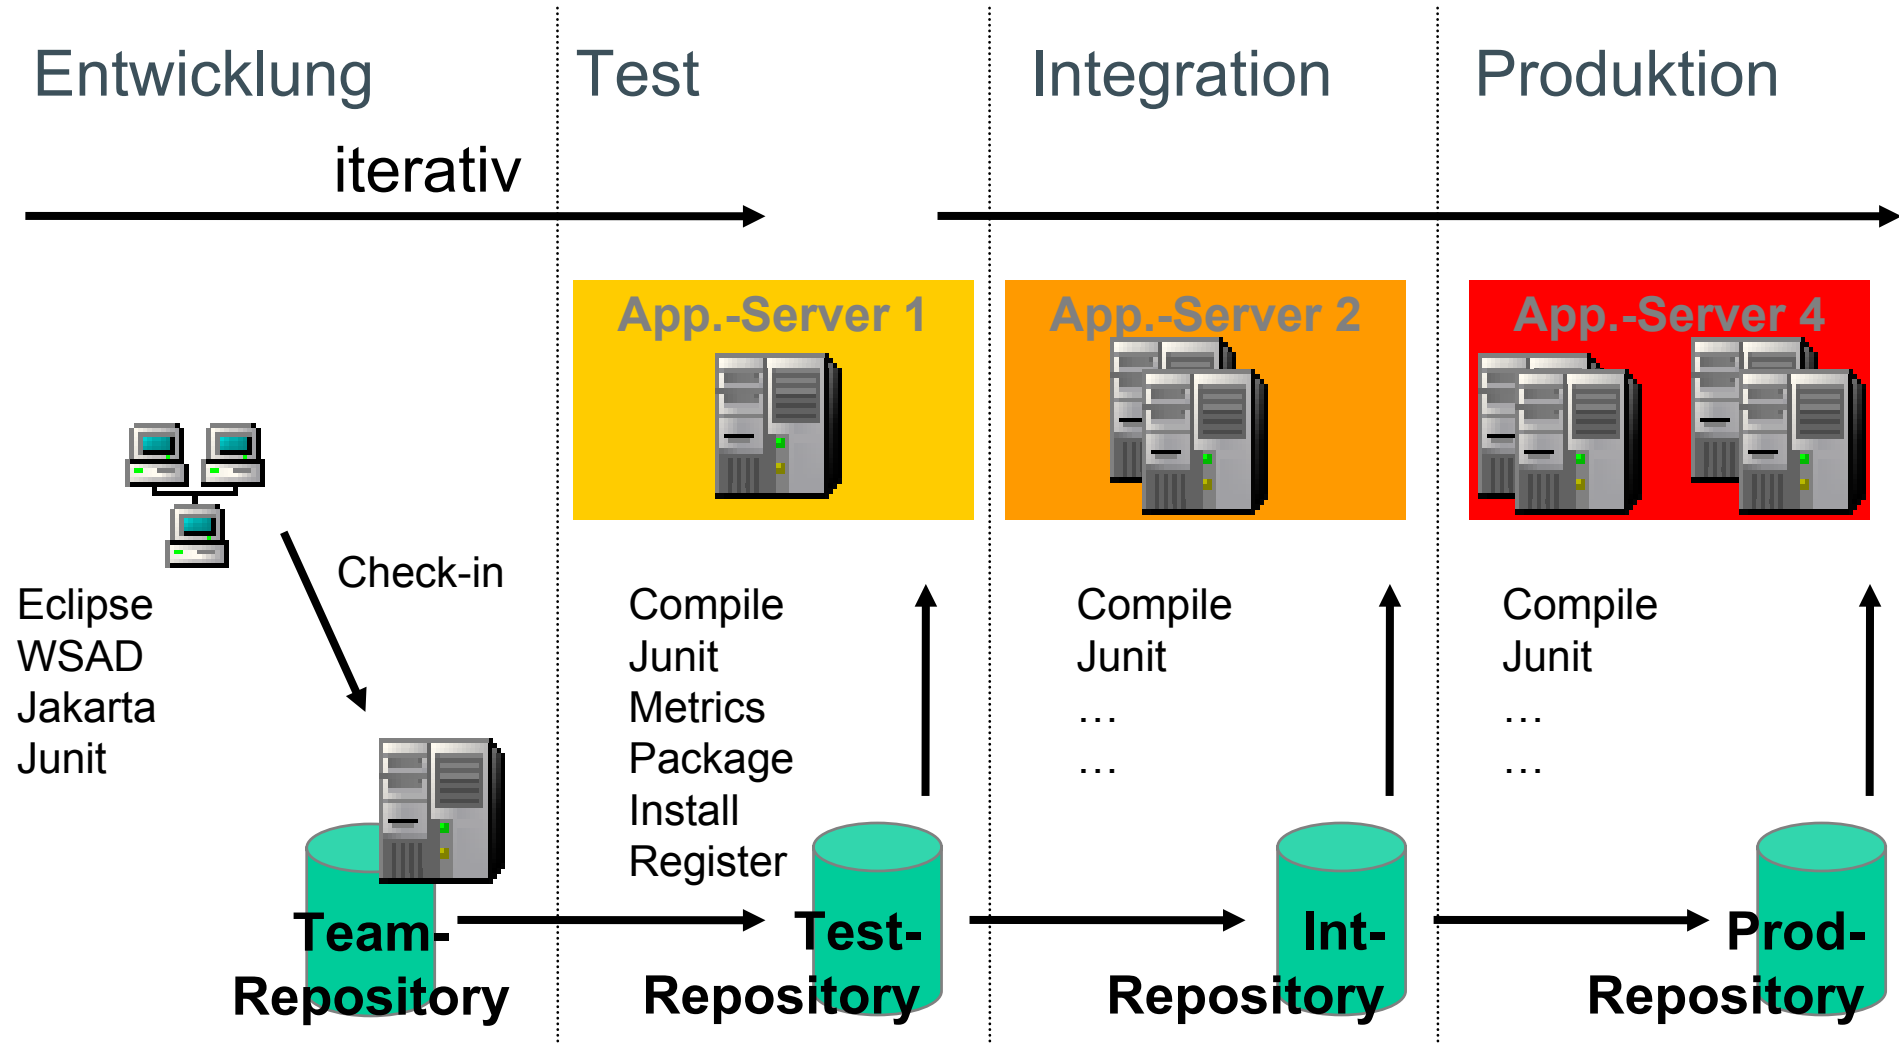 Entwicklung
Test
Integration
Produktion
iterativ
App.-Server 1
App.-Server 2
App.-Server 4
Check-in
Eclipse
WSAD
Jakarta
Junit
Compile
Junit
Metrics
Package
Install
Register
Compile
Junit
…
…
Compile
Junit
…
…
Team-
Repository
Test-
Repository
Int-
Repository
Prod-
Repository